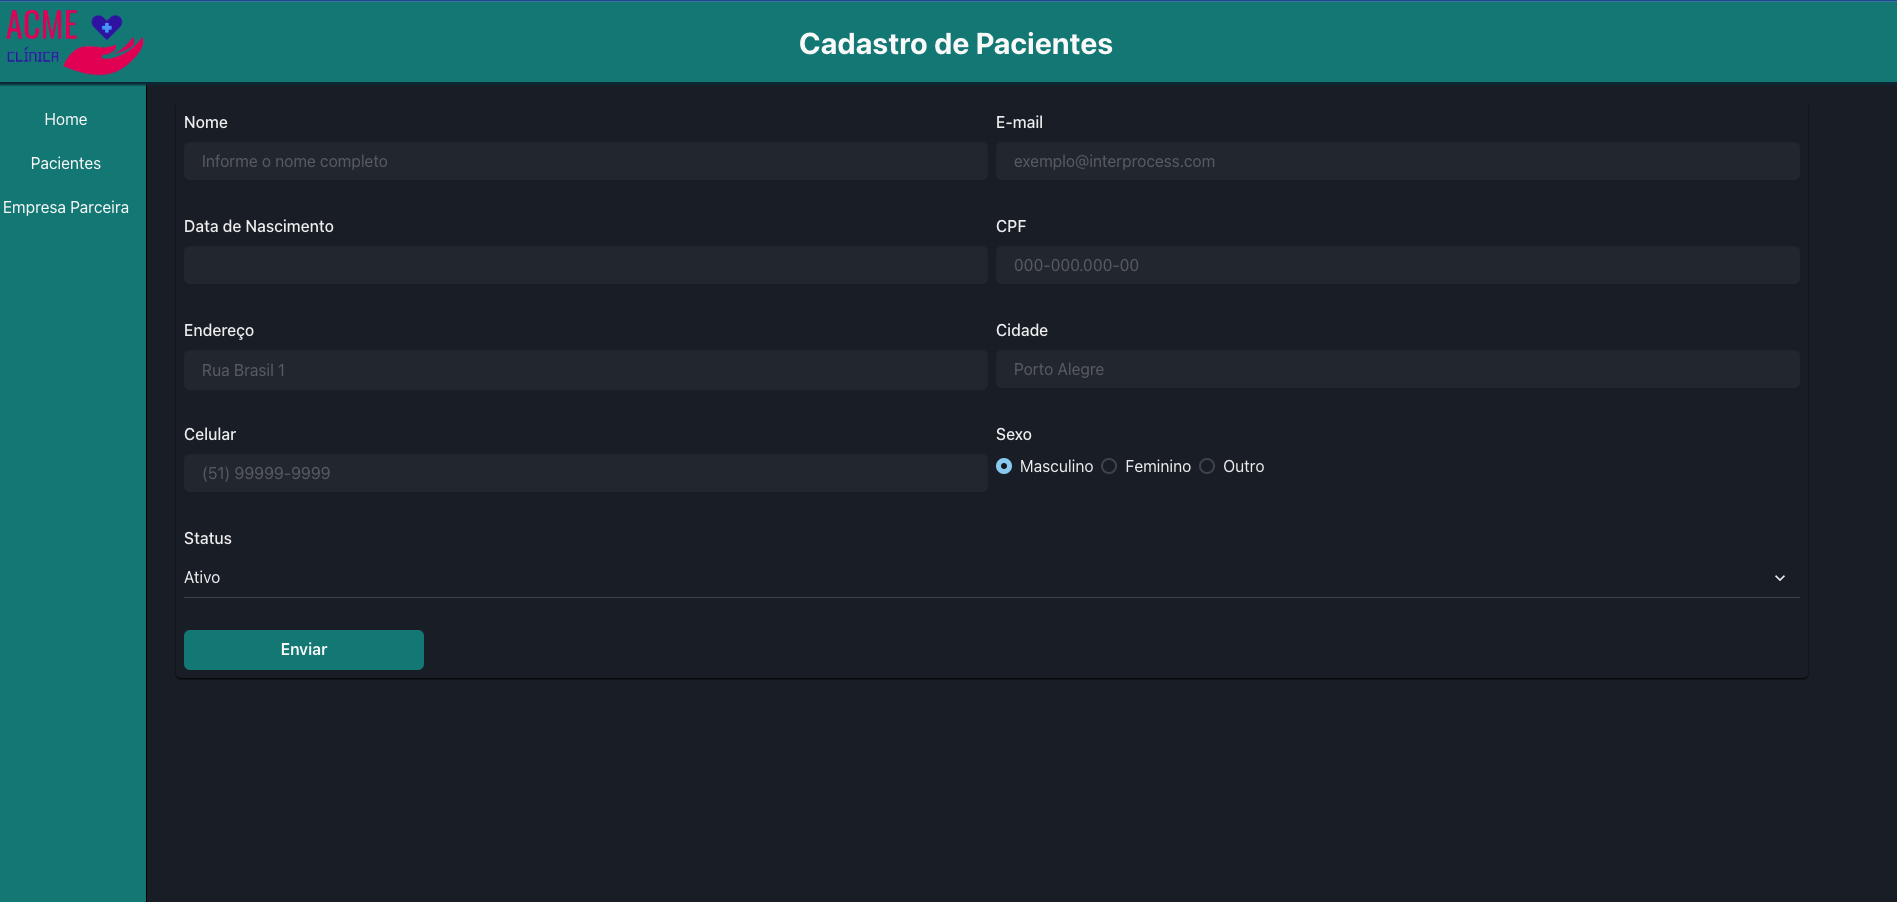 ACME
CLÍNICA
Cadastro de Pacientes
Home
Pacientes
Empresa Parceira
Nome
E-mail
Informe o nome completo
exemplo@interprocess.com
Data de Nascimento
CPF
000-000.000-00
Endereço
Cidade
Rua Brasil 1
Porto Alegre
Celular
Sexo
(51) 99999-9999
Masculino Feminino Outro
Status
Ativo
Enviar